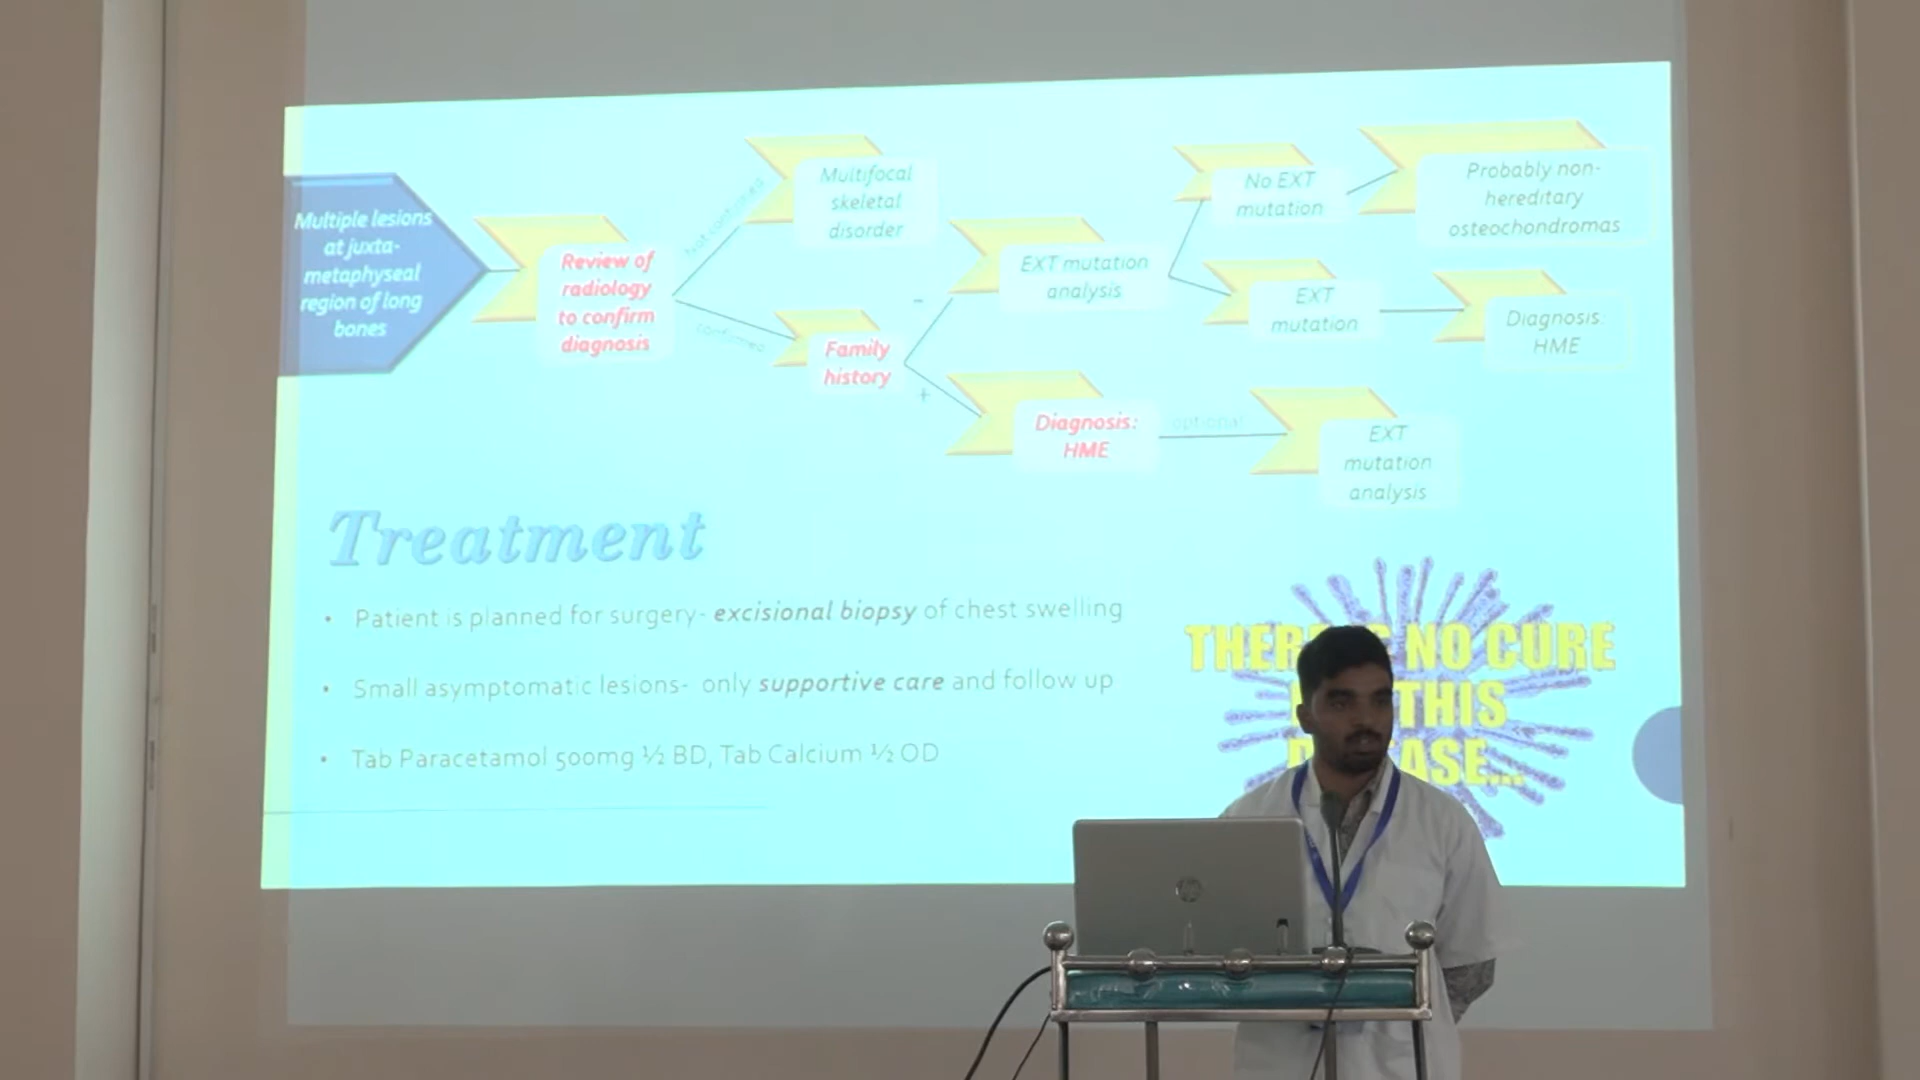 Multiple lesions
at juxta-
metaphyseal
region of long
bones
Review of
radiology
to confirm
diagnosis
Not confirmed
Multifocal
skeletal
disorder
confirmed
Family
history
-
EXT mutation
analysis
No EXT
mutation
Probably non-
hereditary
osteochondromas
EXT
mutation
Diagnosis:
HME
+
Diagnosis:
HME
optional
EXT
mutation
analysis
Treatment
• Patient is planned for surgery- excisional biopsy of chest swelling
• Small asymptomatic lesions- only supportive care and follow up
• Tab Paracetamol 500mg ½ BD, Tab Calcium ½ OD
NO CURE
THIS
hp